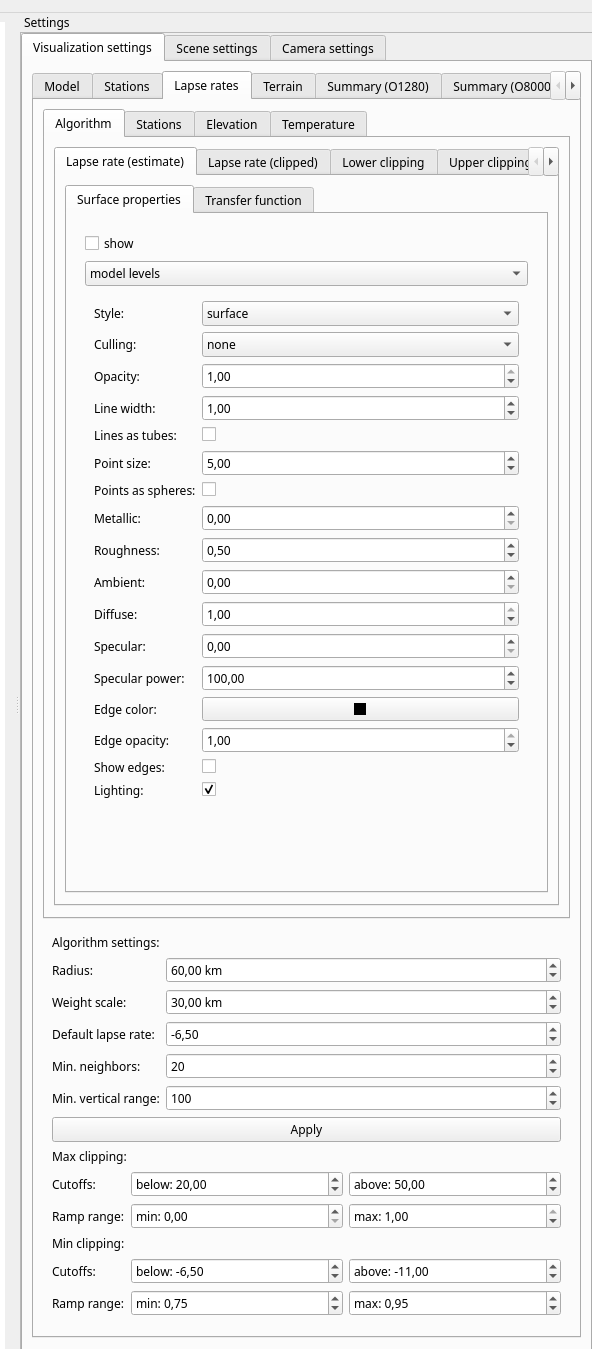 Settings
Visualization settings Scene settings Camera settings
Model Stations Lapse rates Terrain Summary (O1280) Summary (O8000
Algorithm Stations Elevation Temperature
Lapse rate (estimate) Lapse rate (clipped) Lower clipping Upper clipping
Surface properties Transfer function
show
model levels
Style: surface
Culling: none
Opacity: 1,00
Line width: 1,00
Lines as tubes:
Point size: 5,00
Points as spheres:
Metallic: 0,00
Roughness: 0,50
Ambient: 0,00
Diffuse: 1,00
Specular: 0,00
Specular power: 100,00
Edge color:
Edge opacity: 1,00
Show edges:
Lighting:
Algorithm settings:
Radius: 60,00 km
Weight scale: 30,00 km
Default lapse rate: -6,50
Min. neighbors: 20
Min. vertical range: 100
Apply
Max clipping:
Cutoffs: below: 20,00 above: 50,00
Ramp range: min: 0,00 max: 1,00
Min clipping:
Cutoffs: below: -6,50 above: -11,00
Ramp range: min: 0,75 max: 0,95